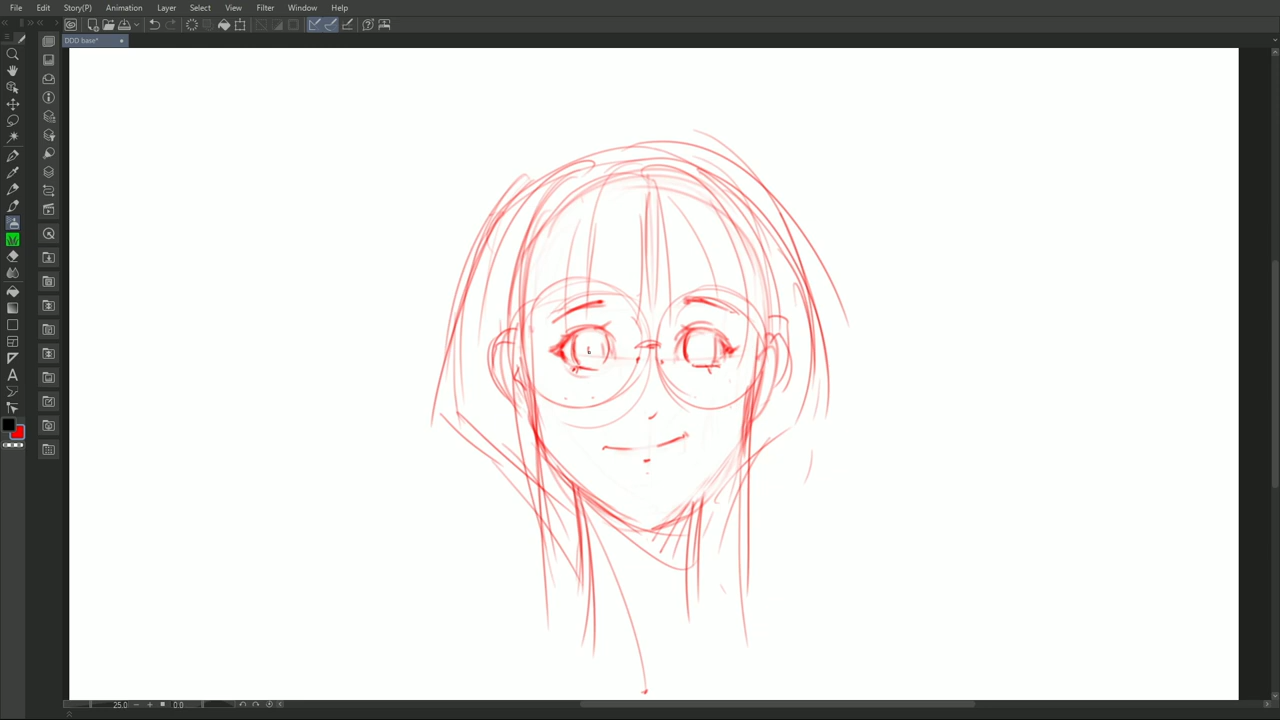 File Edit Animation Story(P) Layer Select View Filter Window Help
DDD base*
25.0 0.0